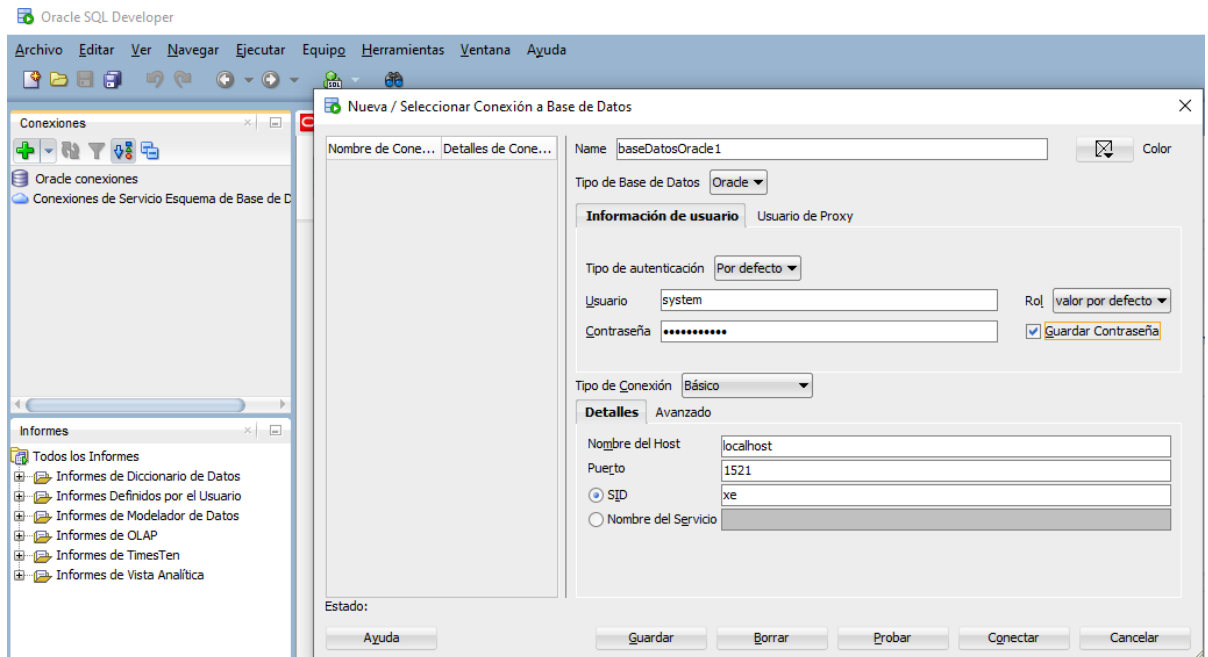 Oracle SQL Developer
Archivo Editar Ver Navegar Ejecutar Equipo Herramientas Ventana Ayuda
SQL
Conexiones
Oracle conexiones
Conexiones de Servicio Esquema de Base de D
Informes
Todos los Informes
Informes de Diccionario de Datos
Informes Definidos por el Usuario
Informes de Modelador de Datos
Informes de OLAP
Informes de TimesTen
Informes de Vista Analítica
Nueva / Seleccionar Conexión a Base de Datos
Nombre de Cone... Detalles de Cone...
Name baseDatosOracle1 Color
Tipo de Base de Datos Oracle
Información de usuario Usuario de Proxy
Tipo de autenticación Por defecto
Usuario system Rol valor por defecto
Contraseña ••••••••••• Guardar Contraseña
Tipo de Conexión Básico
Detalles Avanzado
Nombre del Host localhost
Puerto 1521
SID xe
Nombre del Servicio
Estado:
Ayuda Guardar Borrar Probar Conectar Cancelar